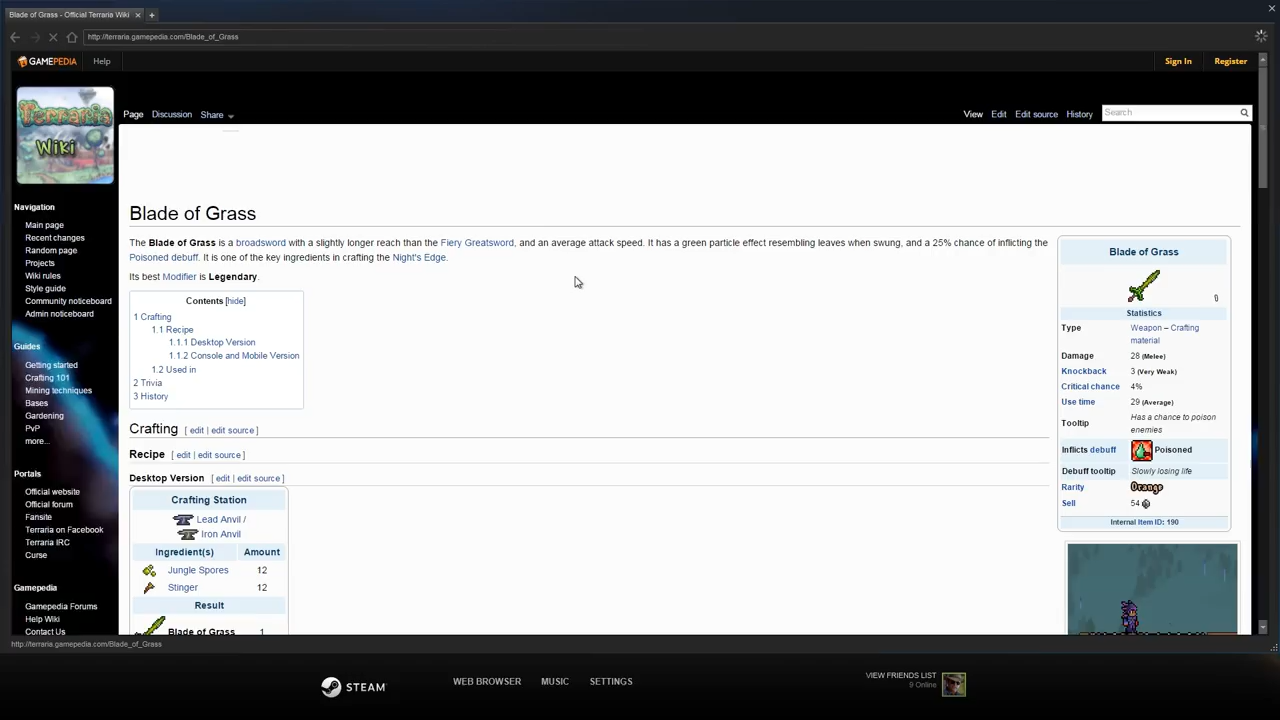 Blade of Grass - Official Terraria Wiki
http://terraria.gamepedia.com/Blade_of_Grass
GAMEPEDIA
Help
Sign In
Register
Terraria
Wiki
Page
Discussion
Share
View
Edit
Edit source
History
Search
Navigation
Main page
Recent changes
Random page
Projects
Wiki rules
Style guide
Community noticeboard
Admin noticeboard
Guides
Getting started
Crafting 101
Mining techniques
Bases
Gardening
PvP
more...
Portals
Official website
Official forum
Fansite
Terraria on Facebook
Terraria IRC
Curse
Gamepedia
Gamepedia Forums
Help Wiki
Contact Us
Blade of Grass
The Blade of Grass is a broadsword with a slightly longer reach than the Fiery Greatsword, and an average attack speed. It has a green particle effect resembling leaves when swung, and a 25% chance of inflicting the
Poisoned debuff. It is one of the key ingredients in crafting the Night's Edge.
Its best Modifier is Legendary.
Contents [hide]
1 Crafting
1.1 Recipe
1.1.1 Desktop Version
1.1.2 Console and Mobile Version
1.2 Used in
2 Trivia
3 History
Crafting [ edit | edit source ]
Recipe [ edit | edit source ]
Desktop Version [ edit | edit source ]
Crafting Station
Lead Anvil /
Iron Anvil
Ingredient(s) Amount
Jungle Spores 12
Stinger 12
Result
Blade of Grass 1
Blade of Grass
Statistics
Type Weapon – Crafting
material
Damage 28 (Melee)
Knockback 3 (Very Weak)
Critical chance 4%
Use time 29 (Average)
Tooltip Has a chance to poison
enemies
Inflicts debuff Poisoned
Debuff tooltip Slowly losing life
Rarity Orange
Sell 54
Internal Item ID: 190
http://terraria.gamepedia.com/Blade_of_Grass
STEAM
WEB BROWSER
MUSIC
SETTINGS
VIEW FRIENDS LIST
9 Online